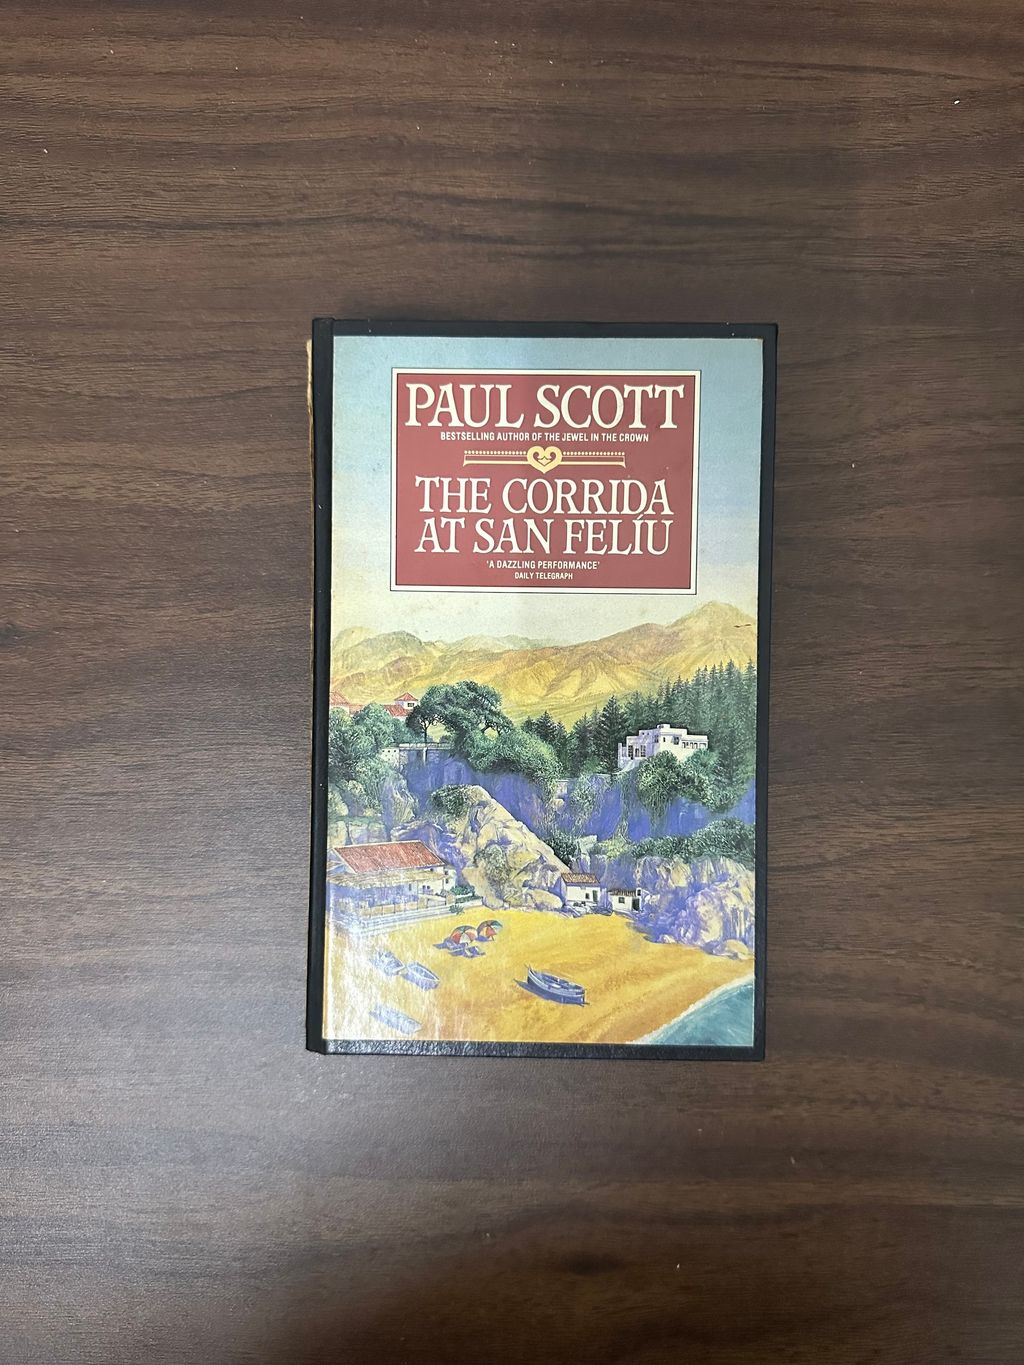 PAUL SCOTT
BESTSELLING AUTHOR OF THE JEWEL IN THE CROWN
THE CORRIDA
AT SAN FELÍU
'A DAZZLING PERFORMANCE'
DAILY TELEGRAPH